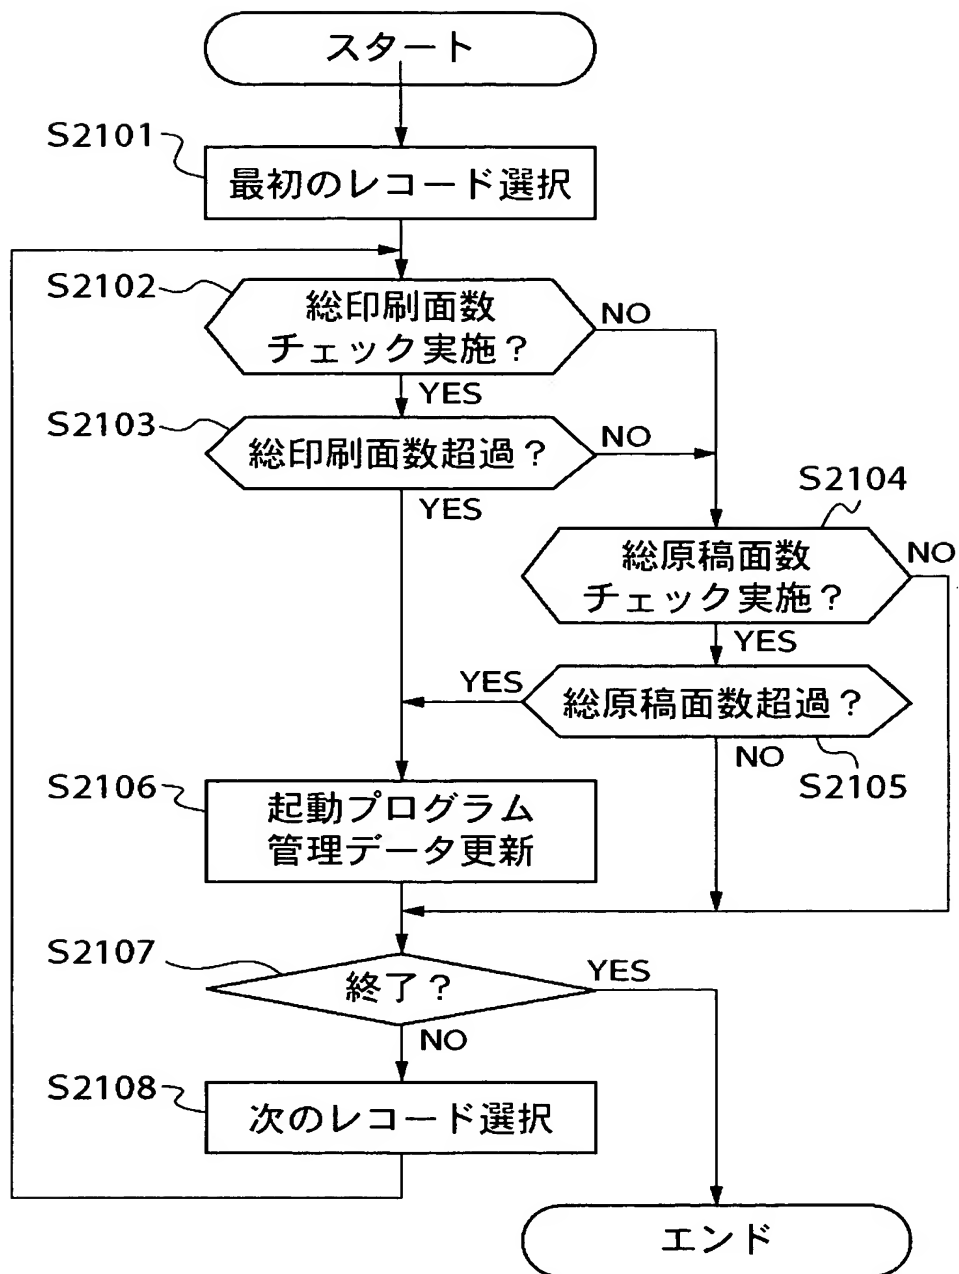 スタート
S2101
最初のレコード選択
S2102
総印刷面数
チェック実施?
NO
YES
S2103
総印刷面数超過?
NO
YES
S2104
総原稿面数
チェック実施?
NO
YES
総原稿面数超過?
YES
NO
S2105
S2106
起動プログラム
管理データ更新
S2107
終了?
YES
NO
S2108
次のレコード選択
エンド